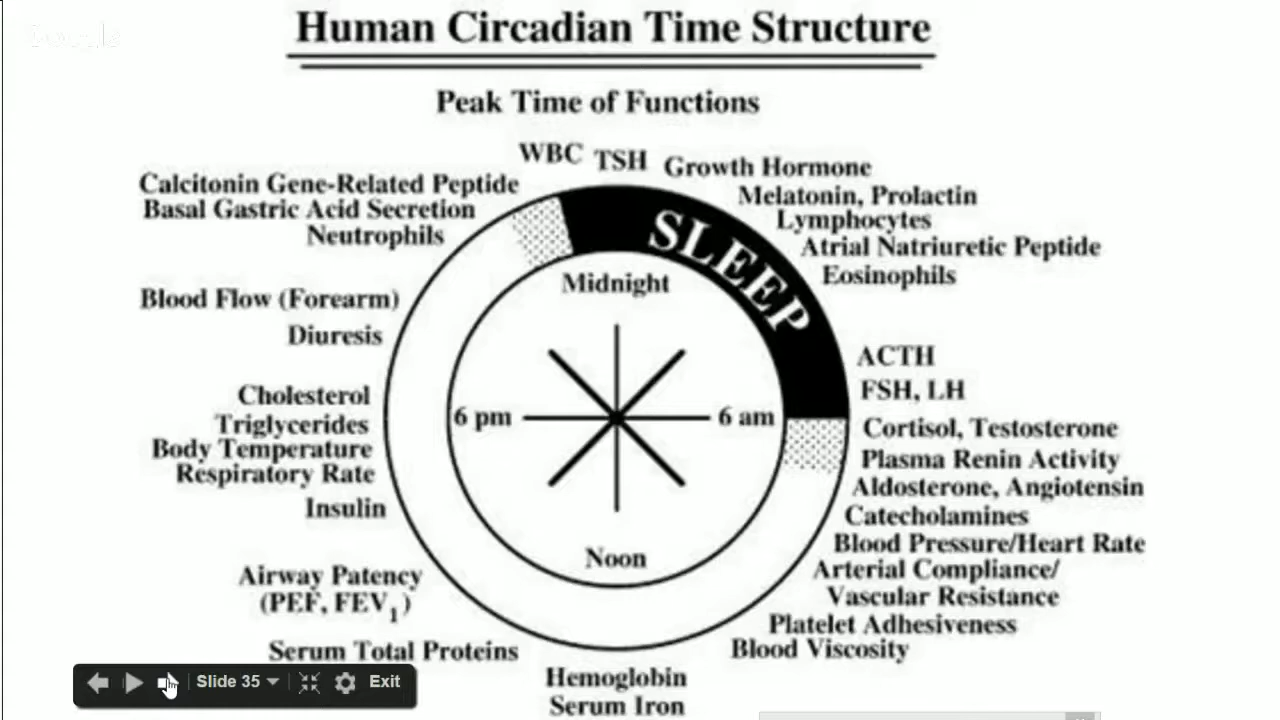 Google
Human Circadian Time Structure
Peak Time of Functions
WBC
TSH
Growth Hormone
Melatonin, Prolactin
Lymphocytes
Atrial Natriuretic Peptide
Eosinophils
ACTH
FSH, LH
Cortisol, Testosterone
Plasma Renin Activity
Aldosterone, Angiotensin
Catecholamines
Blood Pressure/Heart Rate
Arterial Compliance/
Vascular Resistance
Platelet Adhesiveness
Blood Viscosity
Hemoglobin
Serum Iron
Serum Total Proteins
Airway Patency
(PEF, FEV₁)
Insulin
Respiratory Rate
Body Temperature
Triglycerides
Cholesterol
Diuresis
Blood Flow (Forearm)
Neutrophils
Basal Gastric Acid Secretion
Calcitonin Gene-Related Peptide
SLEEP
Midnight
6 am
Noon
6 pm
Slide 35
Exit